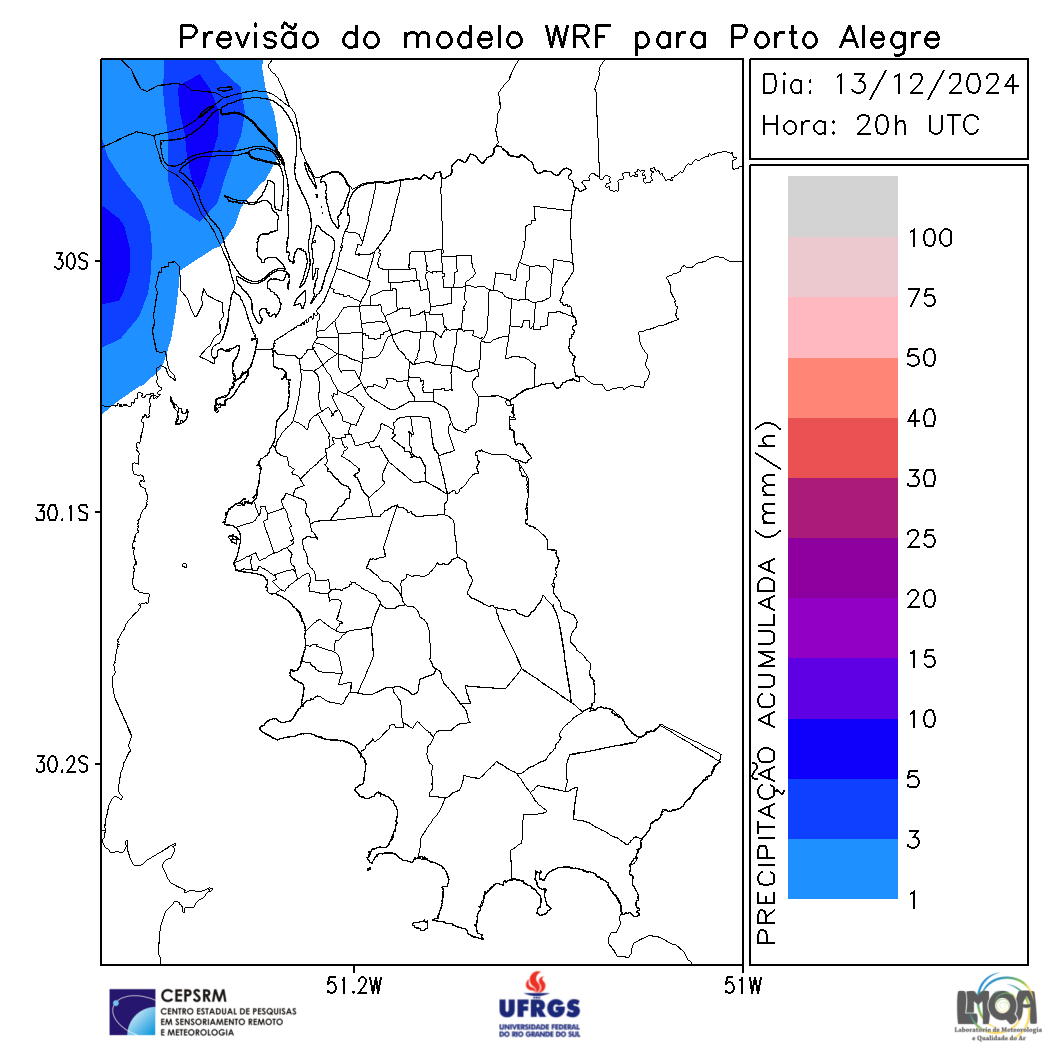 Previsão do modelo WRF para Porto Alegre
Dia: 13/12/2024
Hora: 20h UTC
100
75
50
40
30
25
20
15
10
5
3
1
PRECIPITAÇÃO ACUMULADA (mm/h)
30S
30.1S
30.2S
51.2W
51W
CEPSRM
CENTRO ESTADUAL DE PESQUISAS
EM SENSORIAMENTO REMOTO
E METEOROLOGIA
UFRGS
UNIVERSIDADE FEDERAL
DO RIO GRANDE DO SUL
LMQA
Laboratório de Meteorologia
e Qualidade do Ar